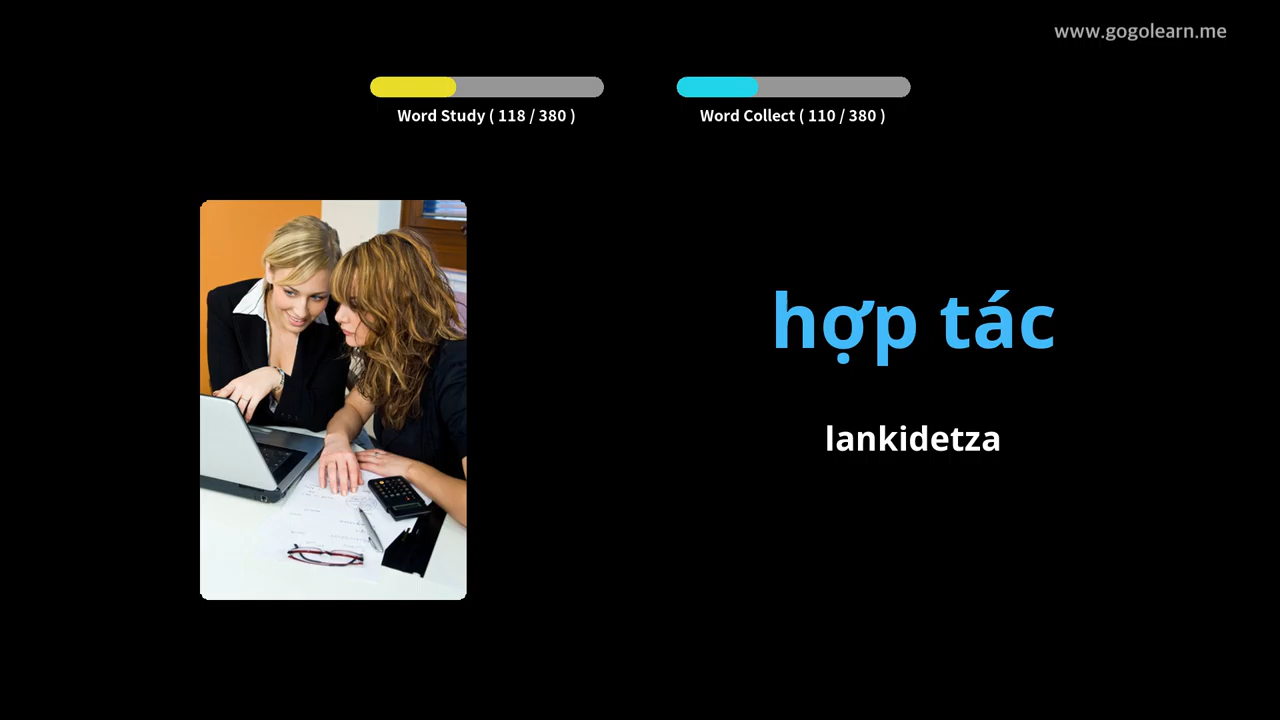 www.gogolearn.me
Word Study ( 118 / 380 )
Word Collect ( 110 / 380 )
hợp tác
lankidetza